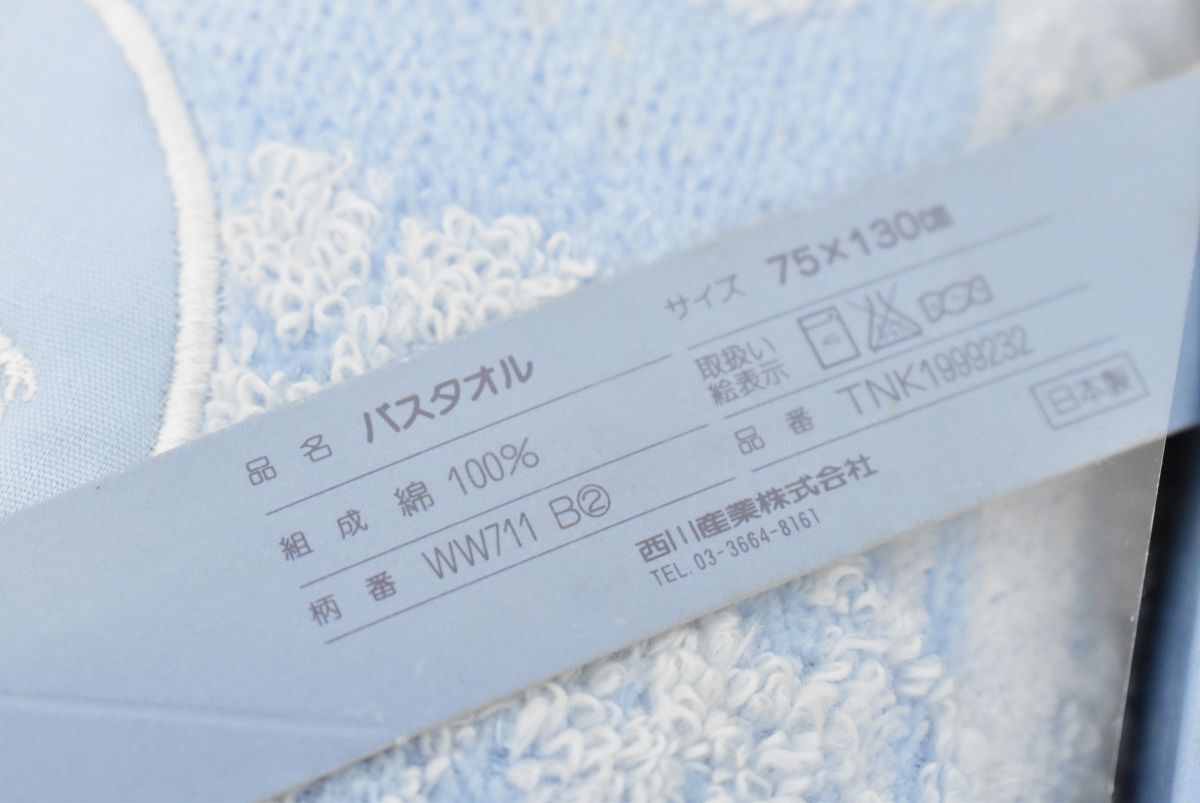 品名 バスタオル
組成 綿 100%
柄番 WW711 B②
サイズ 75×130㎝
取扱い
絵表示
40
品番 TNK1999232
西川産業株式会社
TEL.03-3664-8161
日本製